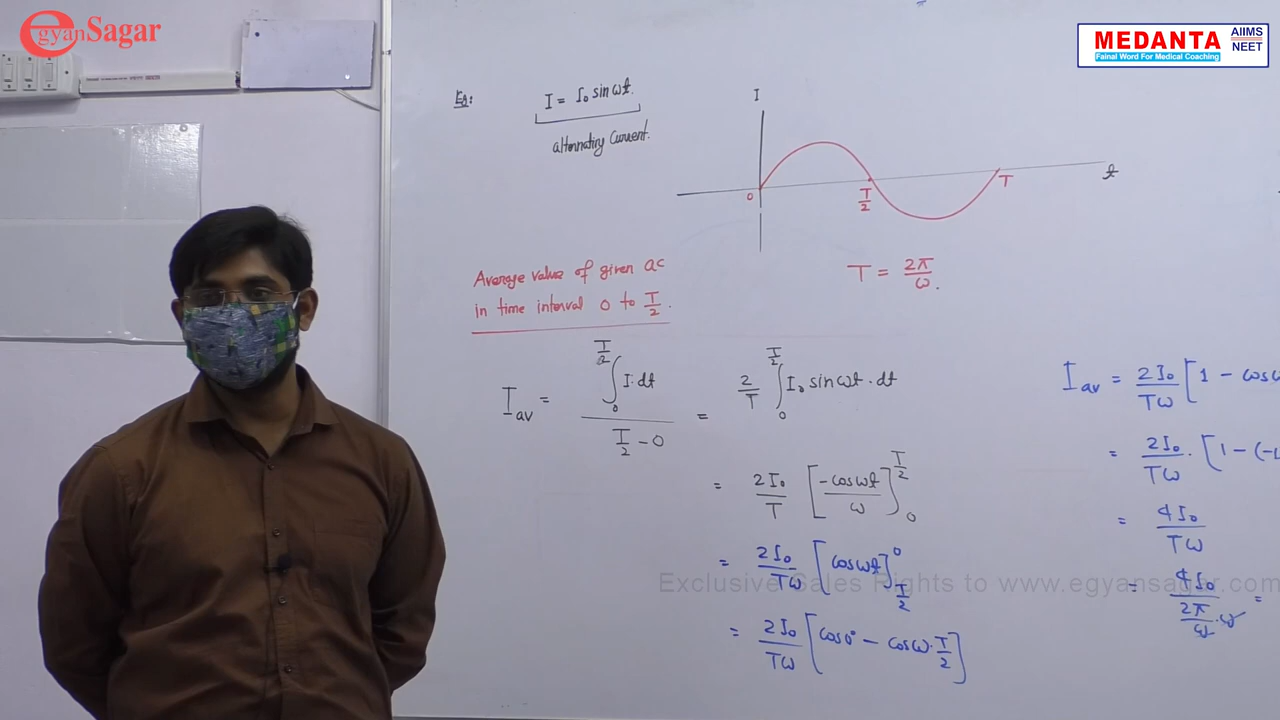 egyan Sagar
MEDANTA AIIMS NEET
Fainal Word For Medical Coaching
Eg: I = I₀ sin ωt.
alternating current.
I
0 T/2 T t
T = 2π/ω.
Average value of given ac
in time interval 0 to T/2.
I_av = ∫₀^{T/2} I·dt / (T/2 - 0) = 2/T ∫₀^{T/2} I₀ sin ωt · dt
= 2I₀/T [-cos ωt/ω]₀^{T/2}
= 2I₀/Tω [cos ωt]_{T/2}^0
= 2I₀/Tω [cos 0° - cos ω·T/2]
I_av = 2I₀/Tω [1 - cos
= 2I₀/Tω · [1 - (-1
= 4I₀/Tω
= 4I₀/(2π/ω · ω) =
Exclusive Sales Rights to www.egyansagar.com